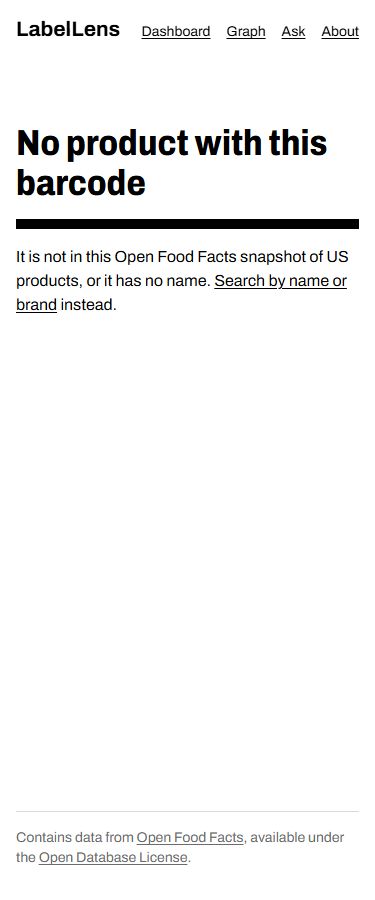 LabelLens Dashboard Graph Ask About
No product with this
barcode
It is not in this Open Food Facts snapshot of US
products, or it has no name. Search by name or
brand instead.
Contains data from Open Food Facts, available under
the Open Database License.